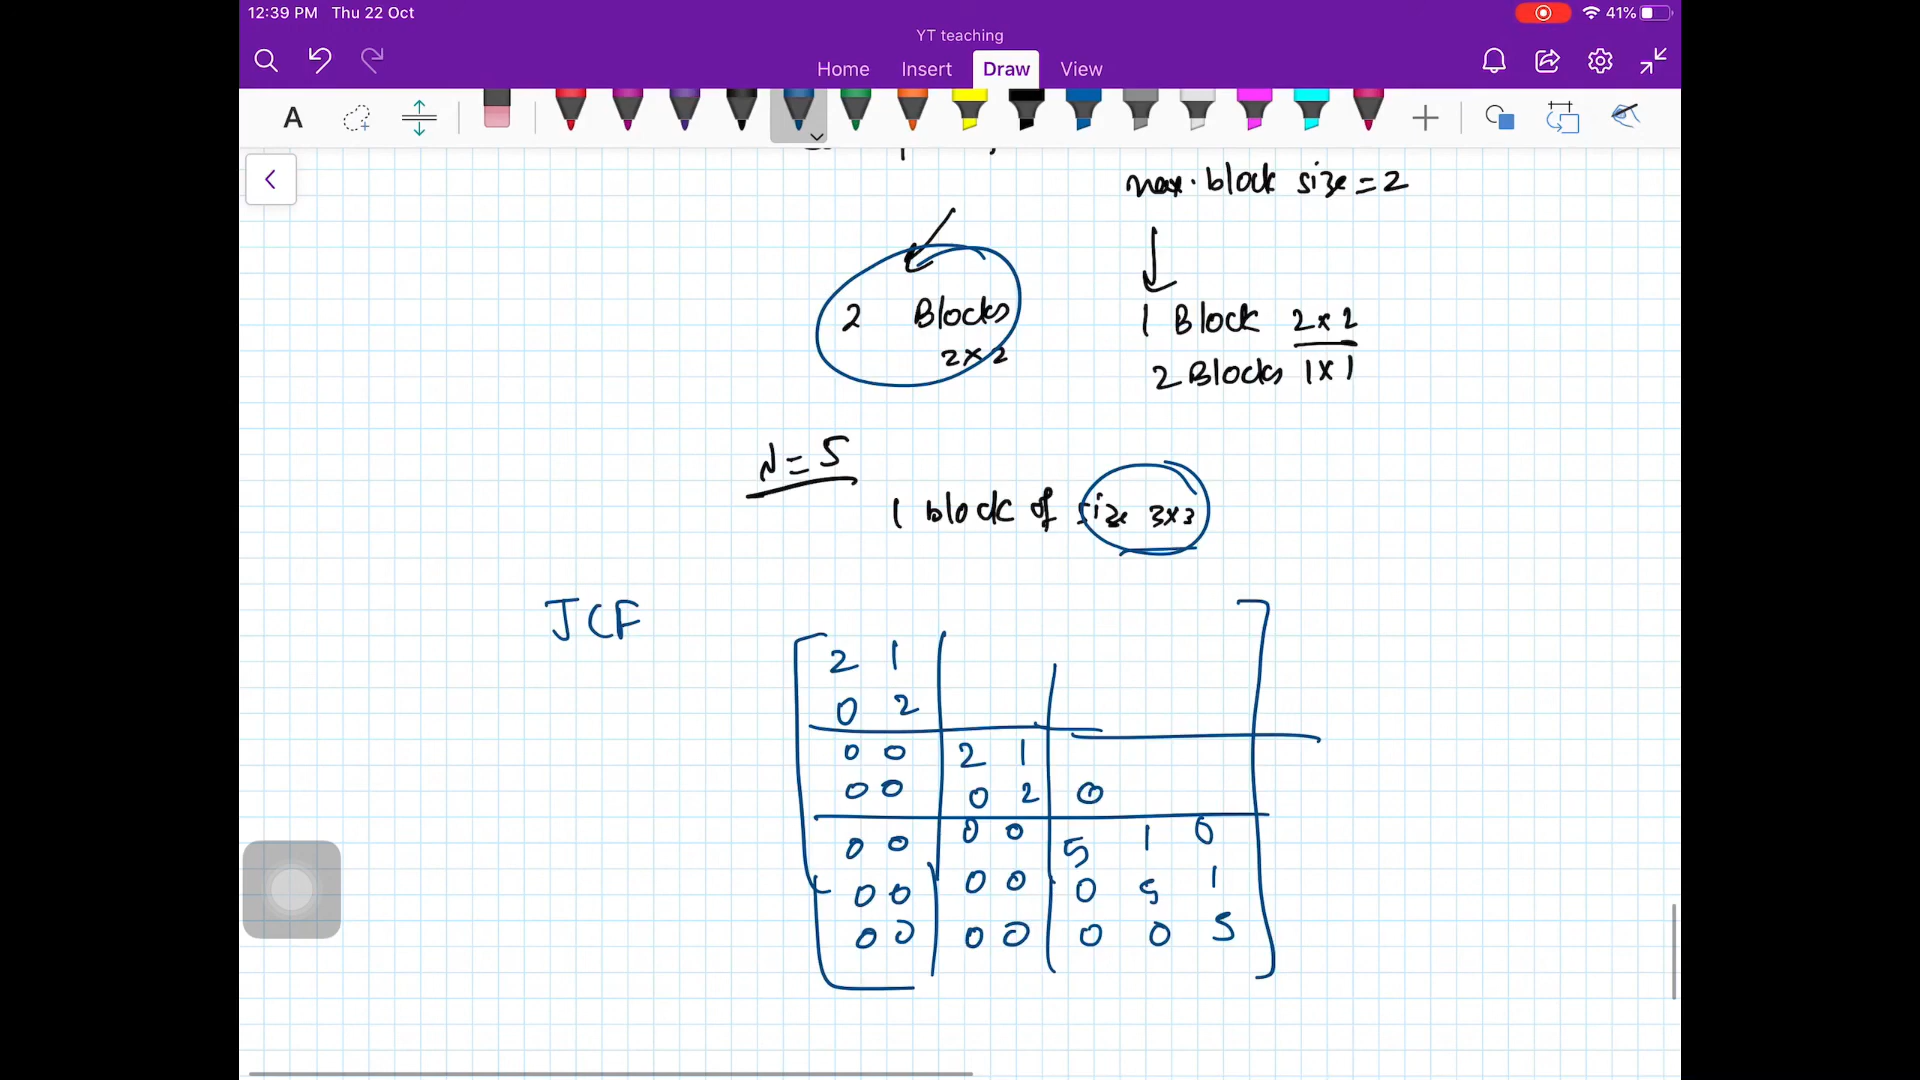 12:39 PM Thu 22 Oct
41%
YT teaching
Home Insert Draw View
A
max. block size = 2
2 Blocks
2×2
1 Block 2×2
2 Blocks 1×1
λ = 5
1 block of size 3×3
JCF
2 1
0 2
0 0 2 1
0 0 0 2 0
0 0 0 0 5 1 0
0 0 0 0 0 5 1
0 0 0 0 0 0 5